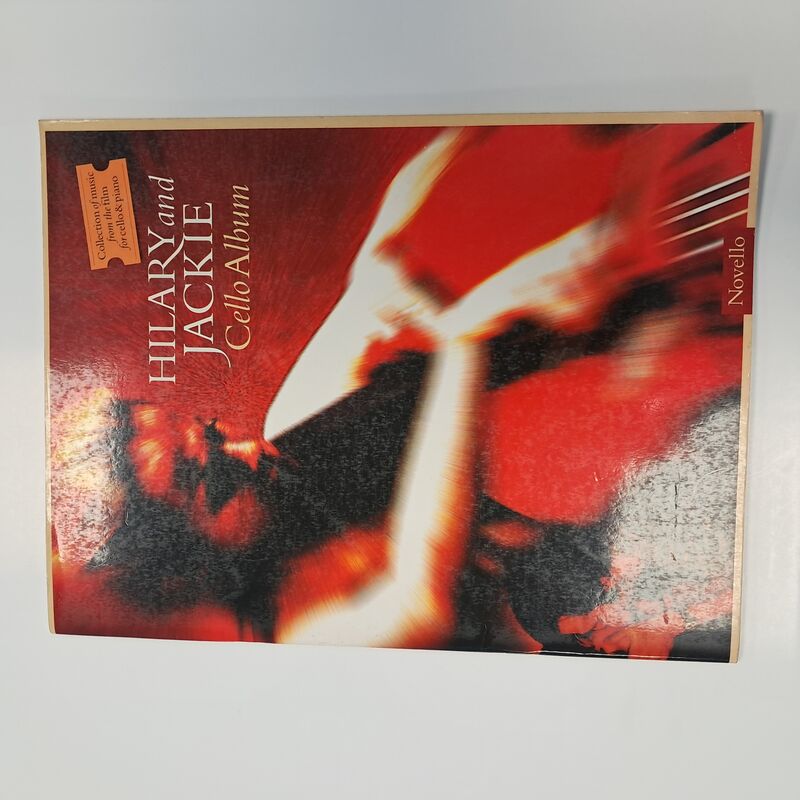 Collection of music
from the film
for cello & piano
HILARY and
JACKIE
Cello Album
Novello